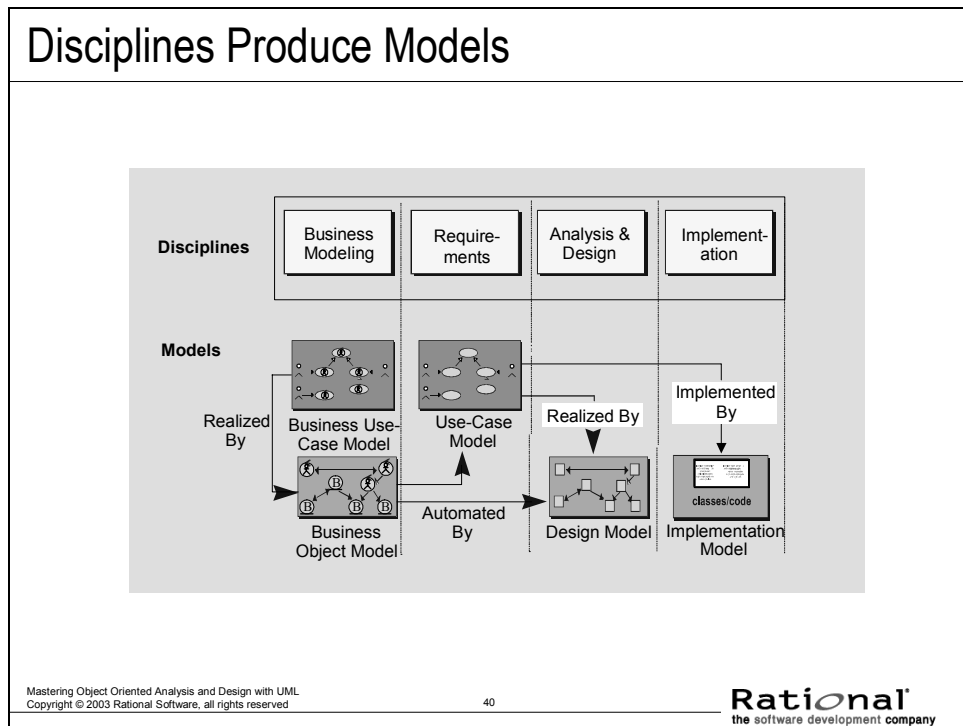 Disciplines Produce Models
Disciplines
Business
Modeling
Require-
ments
Analysis &
Design
Implement-
ation
Models
Realized
By
Business Use-
Case Model
Use-Case
Model
Realized By
Implemented
By
B
B
B
B
Business
Object Model
Automated
By
Design Model
classes/code
Implementation
Model
Mastering Object Oriented Analysis and Design with UML
Copyright © 2003 Rational Software, all rights reserved
40
Rational
the software development company